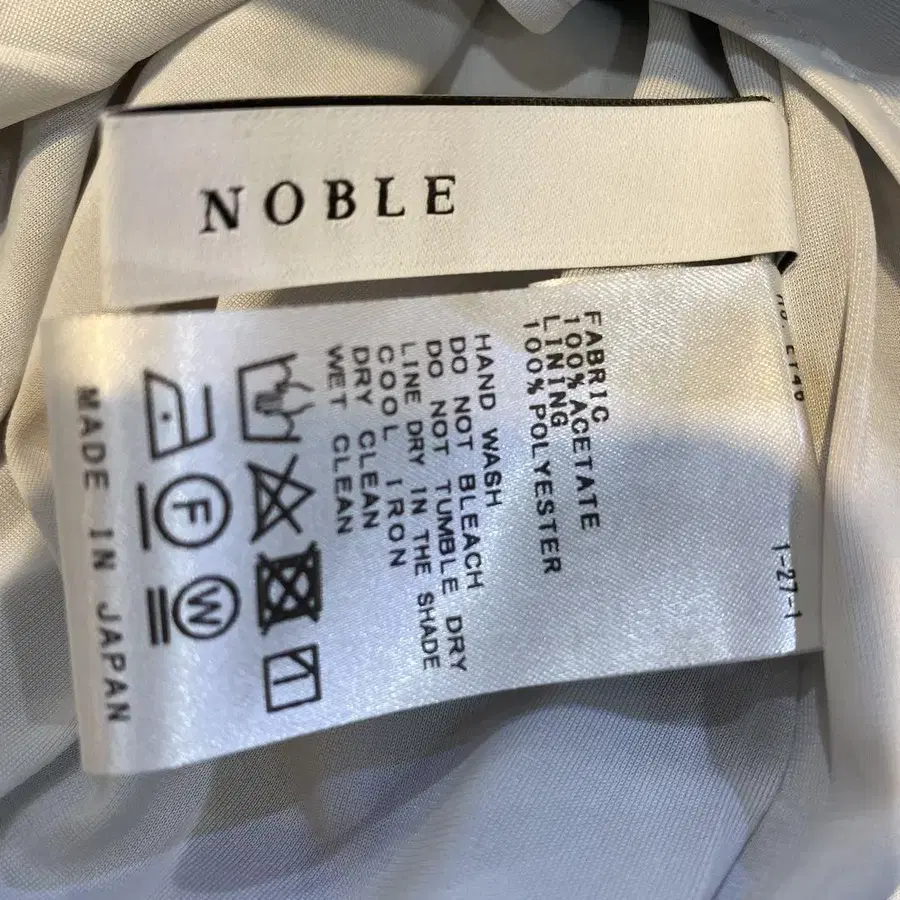 NOBLE
FABRIC
100% ACETATE
LINING
100% POLYESTER
HAND WASH
DO NOT BLEACH
DO NOT TUMBLE DRY
LINE DRY IN THE SHADE
COOL IRON
DRY CLEAN
WET CLEAN
F
W
MADE IN JAPAN
1-27-1